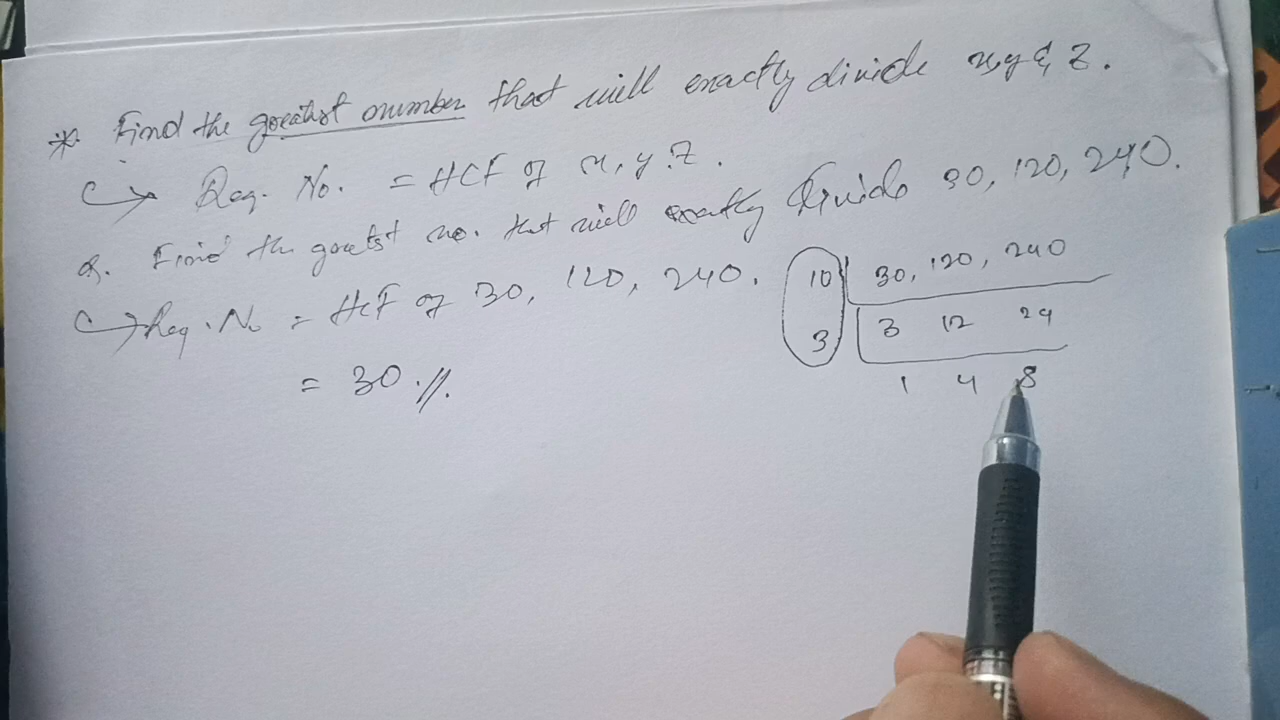 * Find the greatest number that will exactly divide x, y & z.
↪ Req. No. = HCF of x, y. z.
Q. Find the greatst no. that will exactly divide 30, 120, 240.
↪ Req. No = HCF of 30, 120, 240.
= 30.//.
10 | 30, 120, 240
3 | 3 12 24
1 4 8